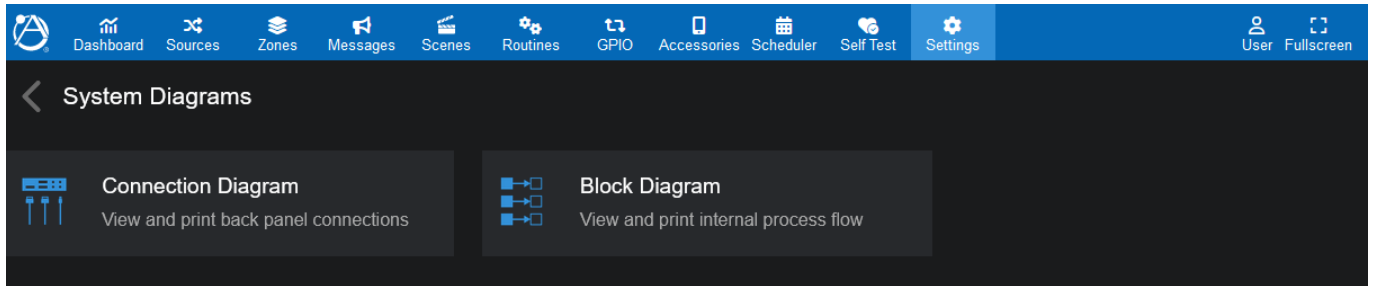 Dashboard Sources Zones Messages Scenes Routines GPIO Accessories Scheduler Self Test Settings User Fullscreen
System Diagrams
Connection Diagram
View and print back panel connections
Block Diagram
View and print internal process flow